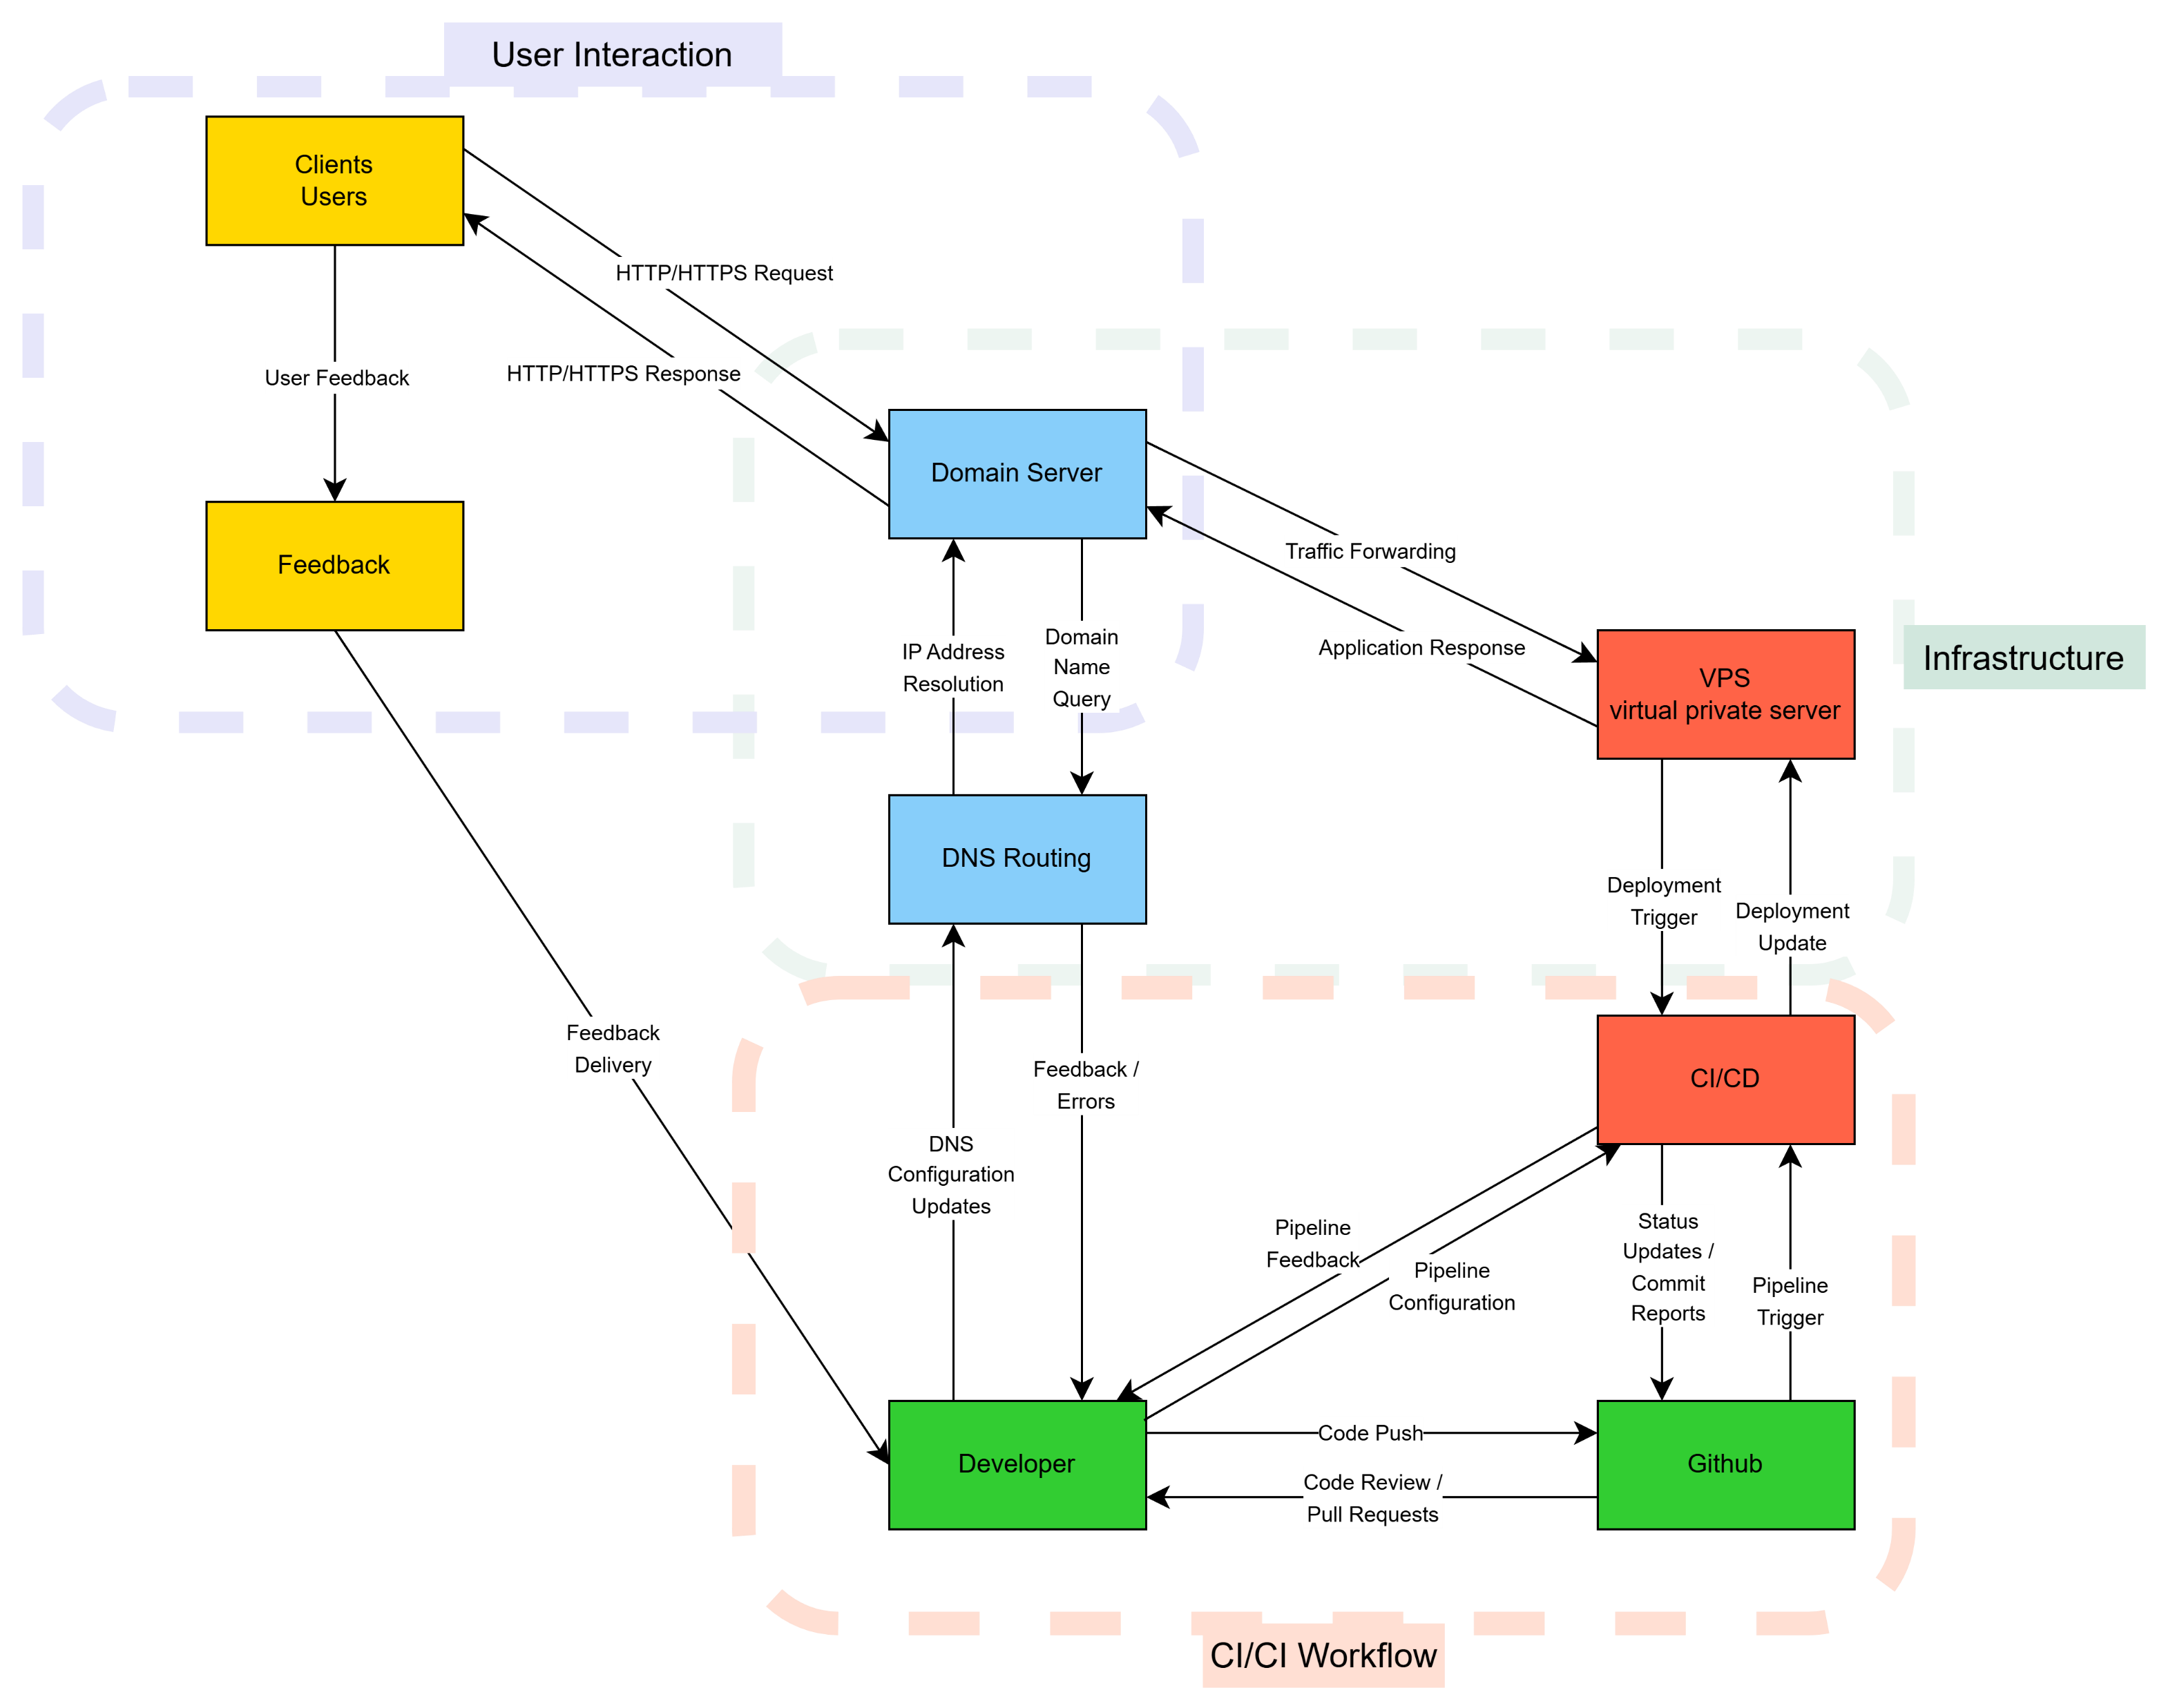 User Interaction
Clients
Users
HTTP/HTTPS Request
HTTP/HTTPS Response
User Feedback
Domain Server
Feedback
Traffic Forwarding
Application Response
IP Address
Resolution
Domain
Name
Query
Infrastructure
VPS
virtual private server
DNS Routing
Deployment
Trigger
Deployment
Update
Feedback
Delivery
Feedback /
Errors
CI/CD
DNS
Configuration
Updates
Pipeline
Feedback
Pipeline
Configuration
Status
Updates /
Commit
Reports
Pipeline
Trigger
Developer
Code Push
Code Review /
Pull Requests
Github
CI/CI Workflow